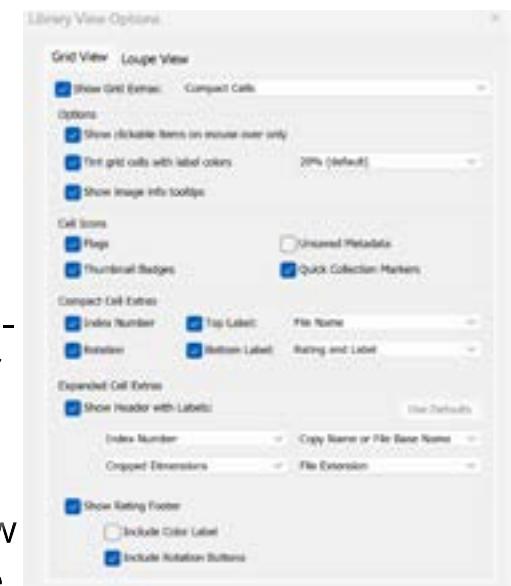 Library View Options
Grid View Loupe View
Show Grid Extras: Compact Cells
Options
Show clickable items on mouse over only
Tint grid cells with label colors 20% (default)
Show image info tooltips
Cell Icons
Flags Unsaved Metadata
Thumbnail Badges Quick Collection Markers
Compact Cell Extras
Index Number Top Label: File Name
Rotation Bottom Label: Rating and Label
Expanded Cell Extras
Show Header with Labels: Use Defaults
Index Number Copy Name or File Base Name
Cropped Dimensions File Extension
Show Rating Footer
Include Color Label
Include Rotation Buttons